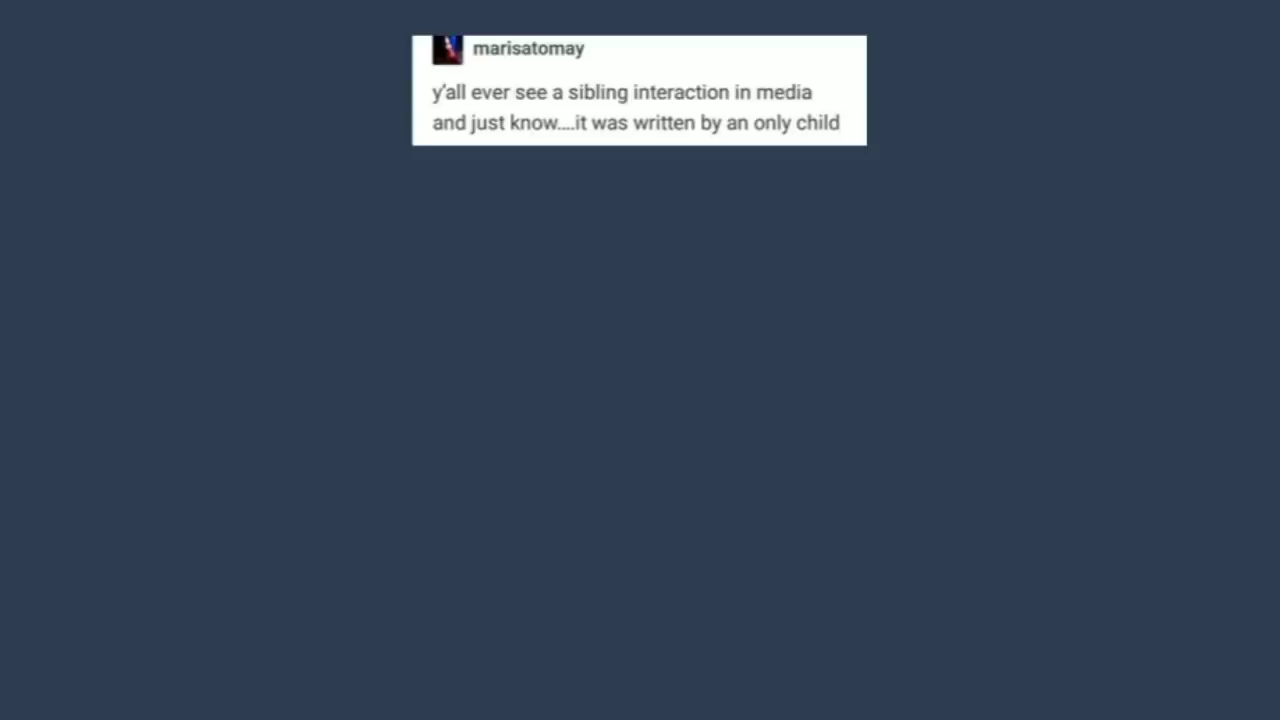 marisatomay
y'all ever see a sibling interaction in media
and just know....it was written by an only child